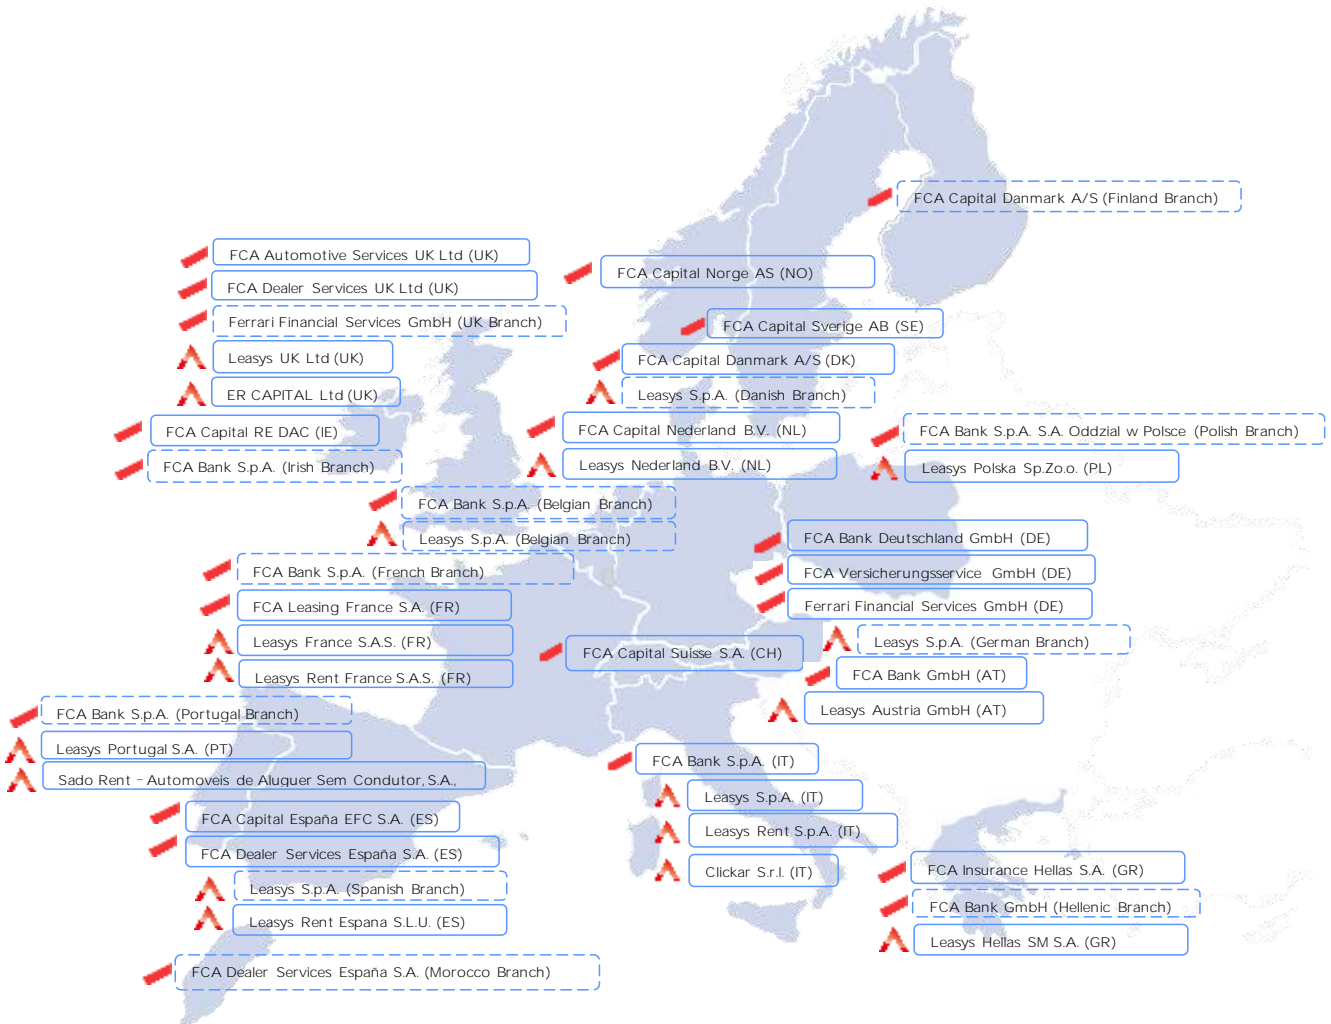 FCA Capital Danmark A/S (Finland Branch)
FCA Automotive Services UK Ltd (UK)
FCA Dealer Services UK Ltd (UK)
Ferrari Financial Services GmbH (UK Branch)
Leasys UK Ltd (UK)
ER CAPITAL Ltd (UK)
FCA Capital RE DAC (IE)
FCA Bank S.p.A. (Irish Branch)
FCA Capital Norge AS (NO)
FCA Capital Sverige AB (SE)
FCA Capital Danmark A/S (DK)
Leasys S.p.A. (Danish Branch)
FCA Capital Nederland B.V. (NL)
Leasys Nederland B.V. (NL)
FCA Bank S.p.A. S.A. Oddzial w Polsce (Polish Branch)
Leasys Polska Sp.Zo.o. (PL)
FCA Bank S.p.A. (Belgian Branch)
Leasys S.p.A. (Belgian Branch)
FCA Bank S.p.A. (French Branch)
FCA Leasing France S.A. (FR)
Leasys France S.A.S. (FR)
Leasys Rent France S.A.S. (FR)
FCA Bank Deutschland GmbH (DE)
FCA Versicherungsservice GmbH (DE)
Ferrari Financial Services GmbH (DE)
Leasys S.p.A. (German Branch)
FCA Capital Suisse S.A. (CH)
FCA Bank GmbH (AT)
Leasys Austria GmbH (AT)
FCA Bank S.p.A. (Portugal Branch)
Leasys Portugal S.A. (PT)
Sado Rent – Automoveis de Aluguer Sem Condutor, S.A.,
FCA Capital España EFC S.A. (ES)
FCA Dealer Services España S.A. (ES)
Leasys S.p.A. (Spanish Branch)
Leasys Rent Espana S.L.U. (ES)
FCA Dealer Services España S.A. (Morocco Branch)
FCA Bank S.p.A. (IT)
Leasys S.p.A. (IT)
Leasys Rent S.p.A. (IT)
Clickar S.r.l. (IT)
FCA Insurance Hellas S.A. (GR)
FCA Bank GmbH (Hellenic Branch)
Leasys Hellas SM S.A. (GR)